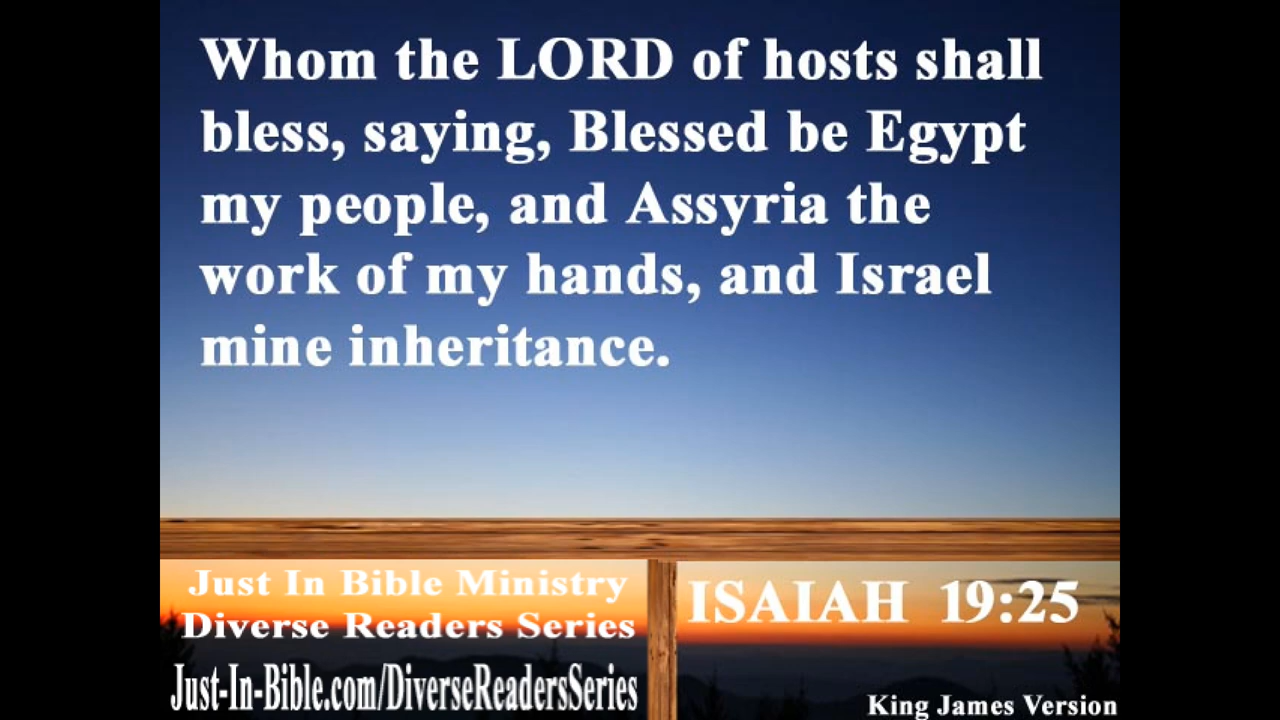 Whom the LORD of hosts shall
bless, saying, Blessed be Egypt
my people, and Assyria the
work of my hands, and Israel
mine inheritance.
Just In Bible Ministry
Diverse Readers Series
Just-In-Bible.com/DiverseReadersSeries
ISAIAH 19:25
King James Version